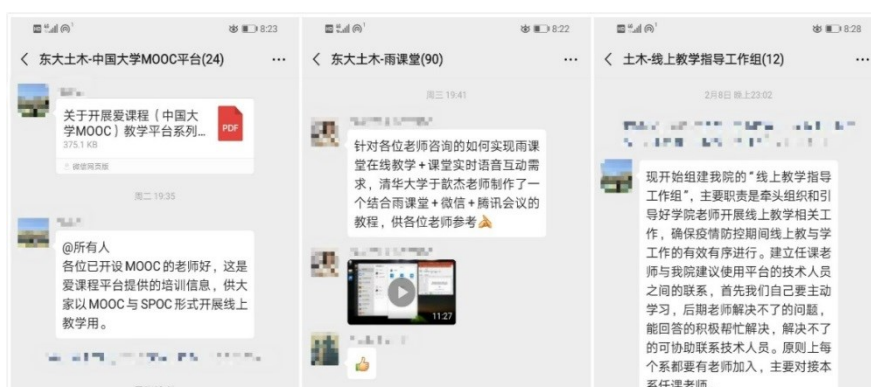 8:23
东大土木-中国大学MOOC平台(24)
关于开展爱课程（中国大
学MOOC）教学平台系列...
PDF
375.1 KB
微信网页版
周二 19:35
@所有人
各位已开设MOOC的老师好，这是
爱课程平台提供的培训信息，供大
家以MOOC与SPOC形式开展线上
教学用。
8:22
东大土木-雨课堂(90)
周三 19:41
针对各位老师咨询的如何实现雨课
堂在线教学+课堂实时语音互动需
求，清华大学于歆杰老师制作了一
个结合雨课堂+微信+腾讯会议的
教程，供各位老师参考
11:27
8:28
土木-线上教学指导工作组(12)
2月8日 晚上23:02
现开始组建我院的“线上教学指导
工作组”，主要职责是牵头组织和引
导好学院老师开展线上教学相关工
作，确保疫情防控期间线上教与学
工作的有效有序进行。建立任课老
师与我院建议使用平台的技术人员
之间的联系，首先我们自己要主动
学习，后期老师解决不了的问题，
能回答的积极帮忙解决，解决不了
的可协助联系技术人员。原则上每
个系都要有老师加入，主要对接本
系任课老师